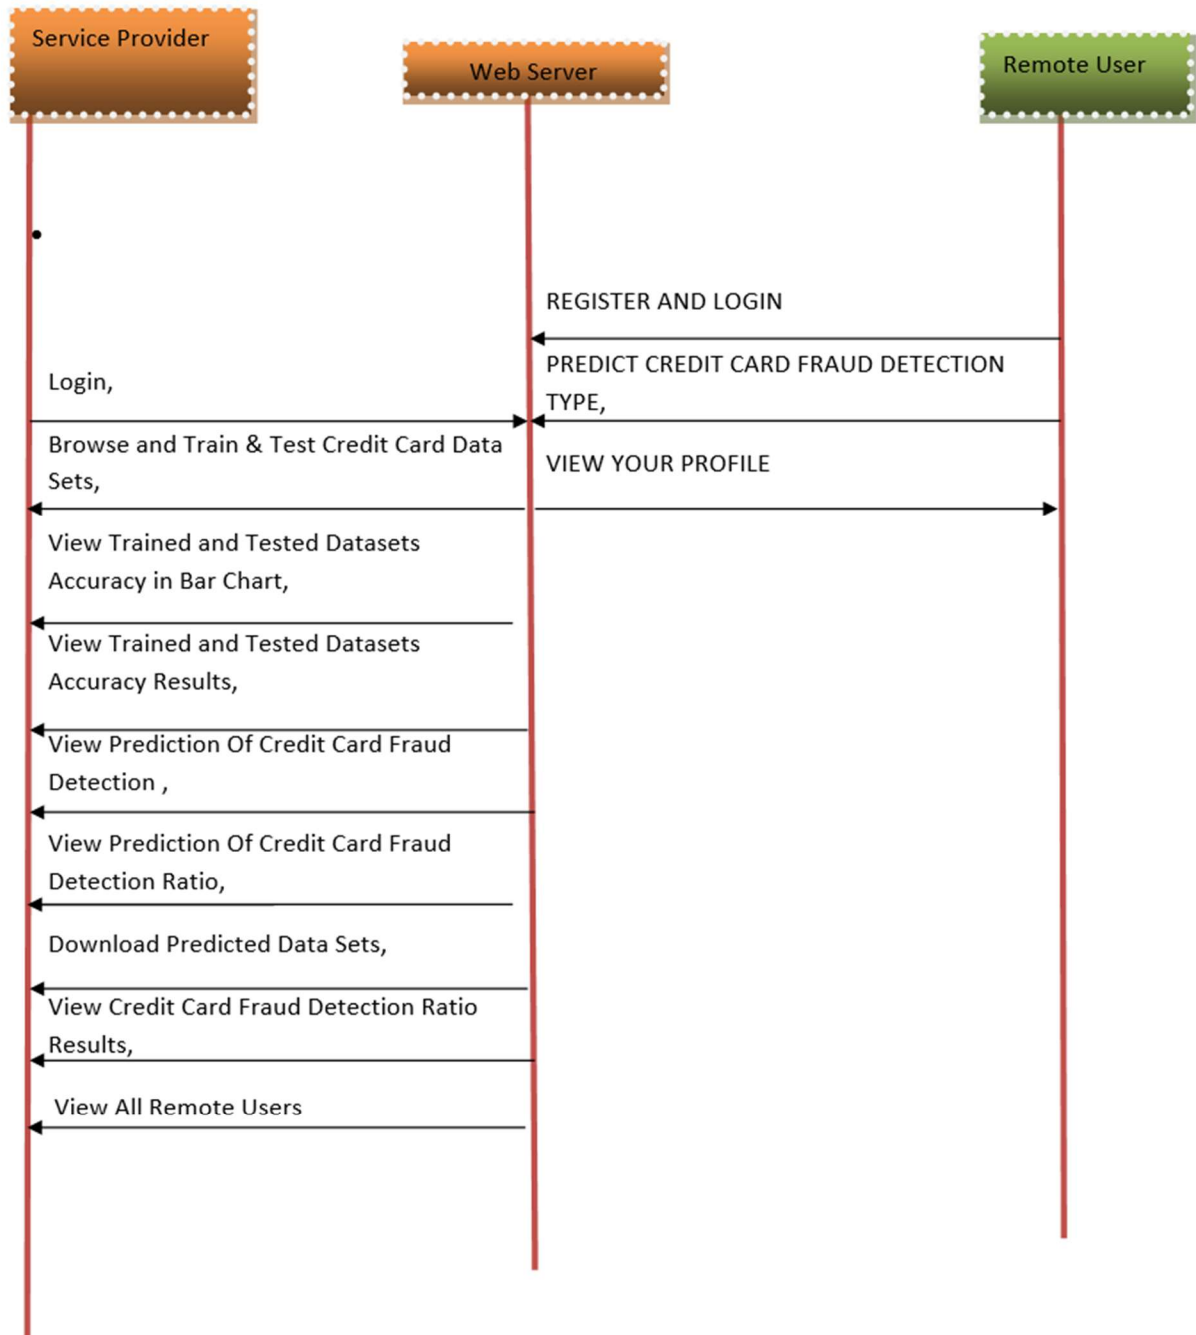 Service Provider
Web Server
Remote User
REGISTER AND LOGIN
PREDICT CREDIT CARD FRAUD DETECTION
TYPE,
VIEW YOUR PROFILE
Login,
Browse and Train & Test Credit Card Data
Sets,
View Trained and Tested Datasets
Accuracy in Bar Chart,
View Trained and Tested Datasets
Accuracy Results,
View Prediction Of Credit Card Fraud
Detection ,
View Prediction Of Credit Card Fraud
Detection Ratio,
Download Predicted Data Sets,
View Credit Card Fraud Detection Ratio
Results,
View All Remote Users